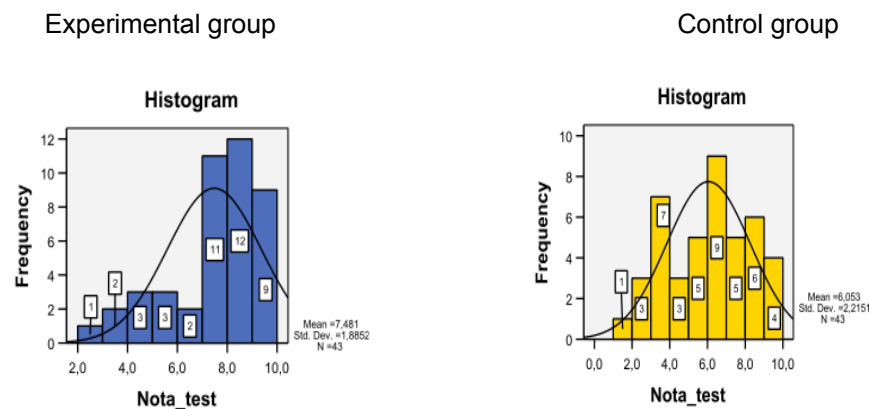 Experimental group
Control group
Histogram
Frequency
12
10
8
6
4
2
0
1
2
3
3
2
11
12
9
2,0
4,0
6,0
8,0
10,0
Nota_test
Mean =7,481
Std. Dev. =1,8852
N =43
Histogram
Frequency
10
8
6
4
2
0
1
3
7
3
5
9
5
6
4
0,0
2,0
4,0
6,0
8,0
10,0
Nota_test
Mean =6,053
Std. Dev. =2,2151
N =43